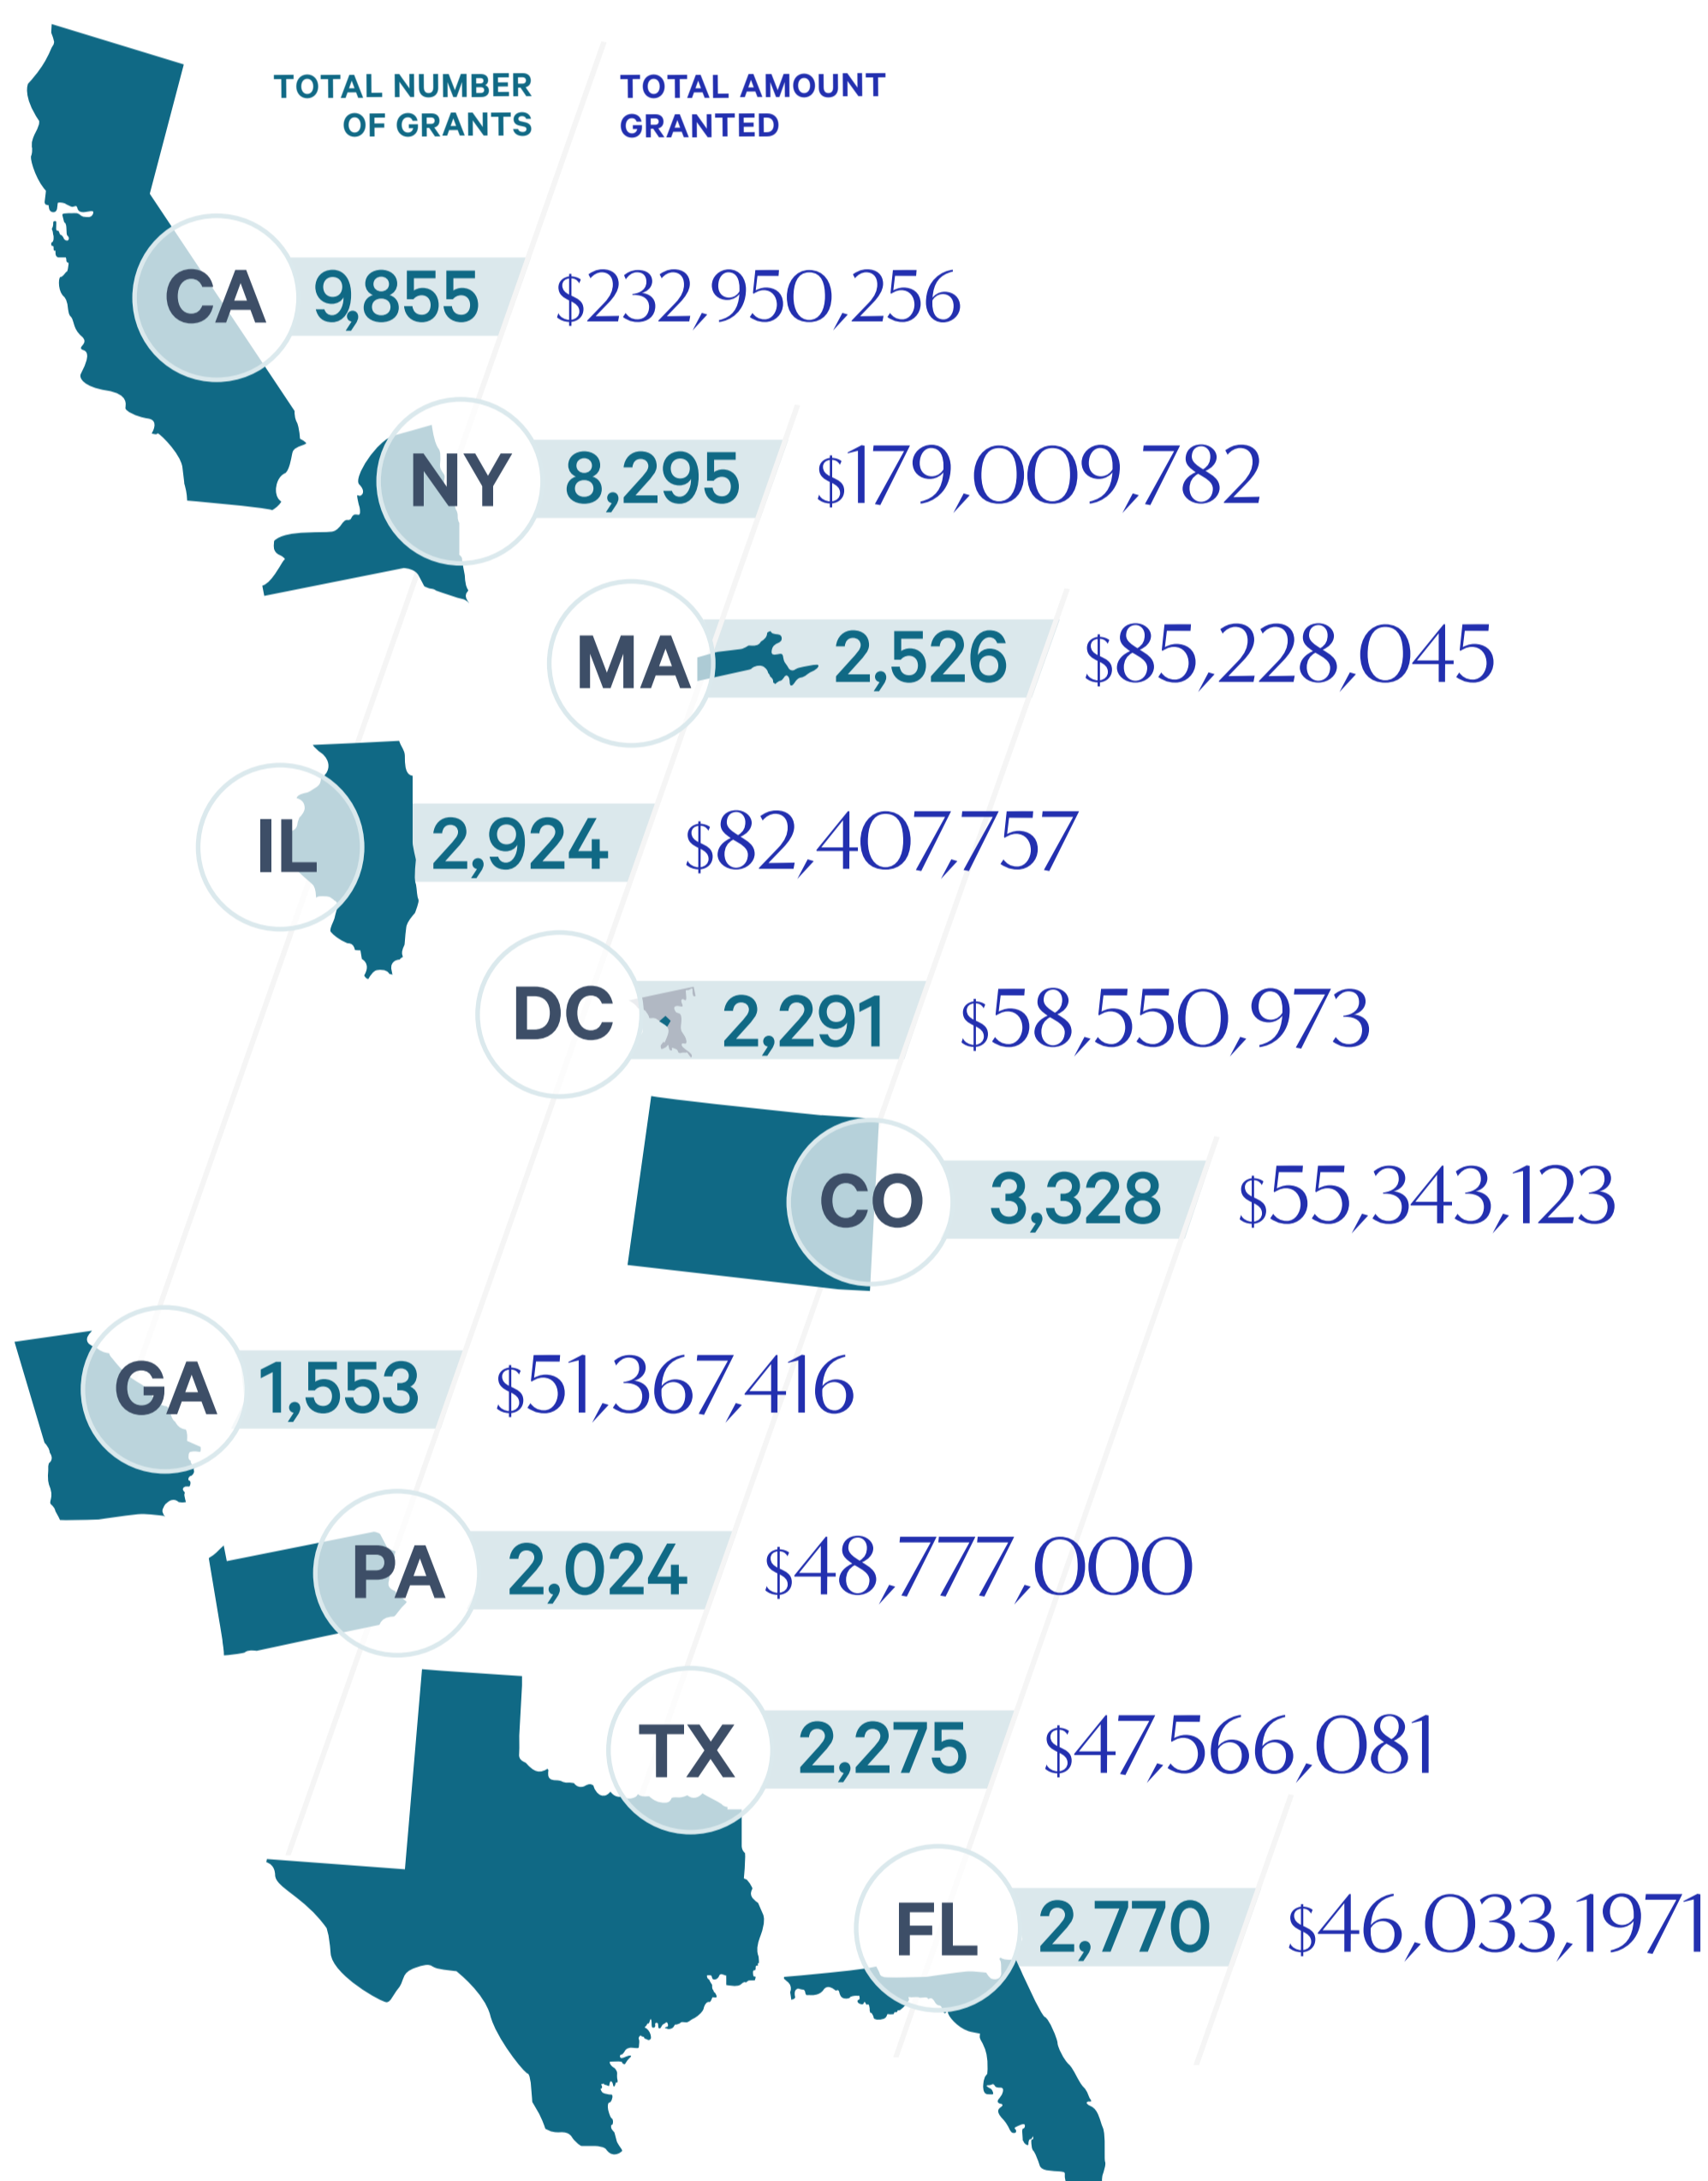 TOTAL NUMBER
OF GRANTS
TOTAL AMOUNT
GRANTED
CA 9,855 $232,950,256
NY 8,295 $179,009,782
MA 2,526 $85,228,045
IL 2,924 $82,407,757
DC 2,291 $58,550,973
CO 3,328 $55,343,123
GA 1,553 $51,367,416
PA 2,024 $48,777,000
TX 2,275 $47,566,081
FL 2,770 $46,033,1971